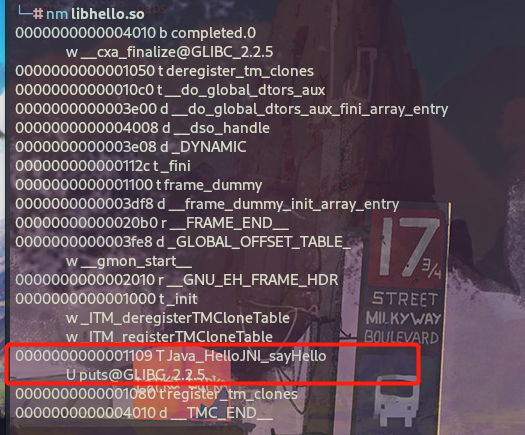 └─# nm libhello.so
0000000000004010 b completed.0
w __cxa_finalize@GLIBC_2.2.5
0000000000001050 t deregister_tm_clones
00000000000010c0 t __do_global_dtors_aux
0000000000003e00 d __do_global_dtors_aux_fini_array_entry
0000000000004008 d __dso_handle
0000000000003e08 d _DYNAMIC
000000000000112c t _fini
0000000000001100 t frame_dummy
0000000000003df8 d __frame_dummy_init_array_entry
00000000000020b0 r __FRAME_END__
0000000000003fe8 d _GLOBAL_OFFSET_TABLE_
w __gmon_start__
0000000000002010 r __GNU_EH_FRAME_HDR
0000000000001000 t _init
w _ITM_deregisterTMCloneTable
w _ITM_registerTMCloneTable
0000000000001109 T Java_HelloJNI_sayHello
U puts@GLIBC_2.2.5
0000000000001080 t register_tm_clones
0000000000004010 d __TMC_END__
17 3/4
STREET
MILKYWAY
BOULEVARD